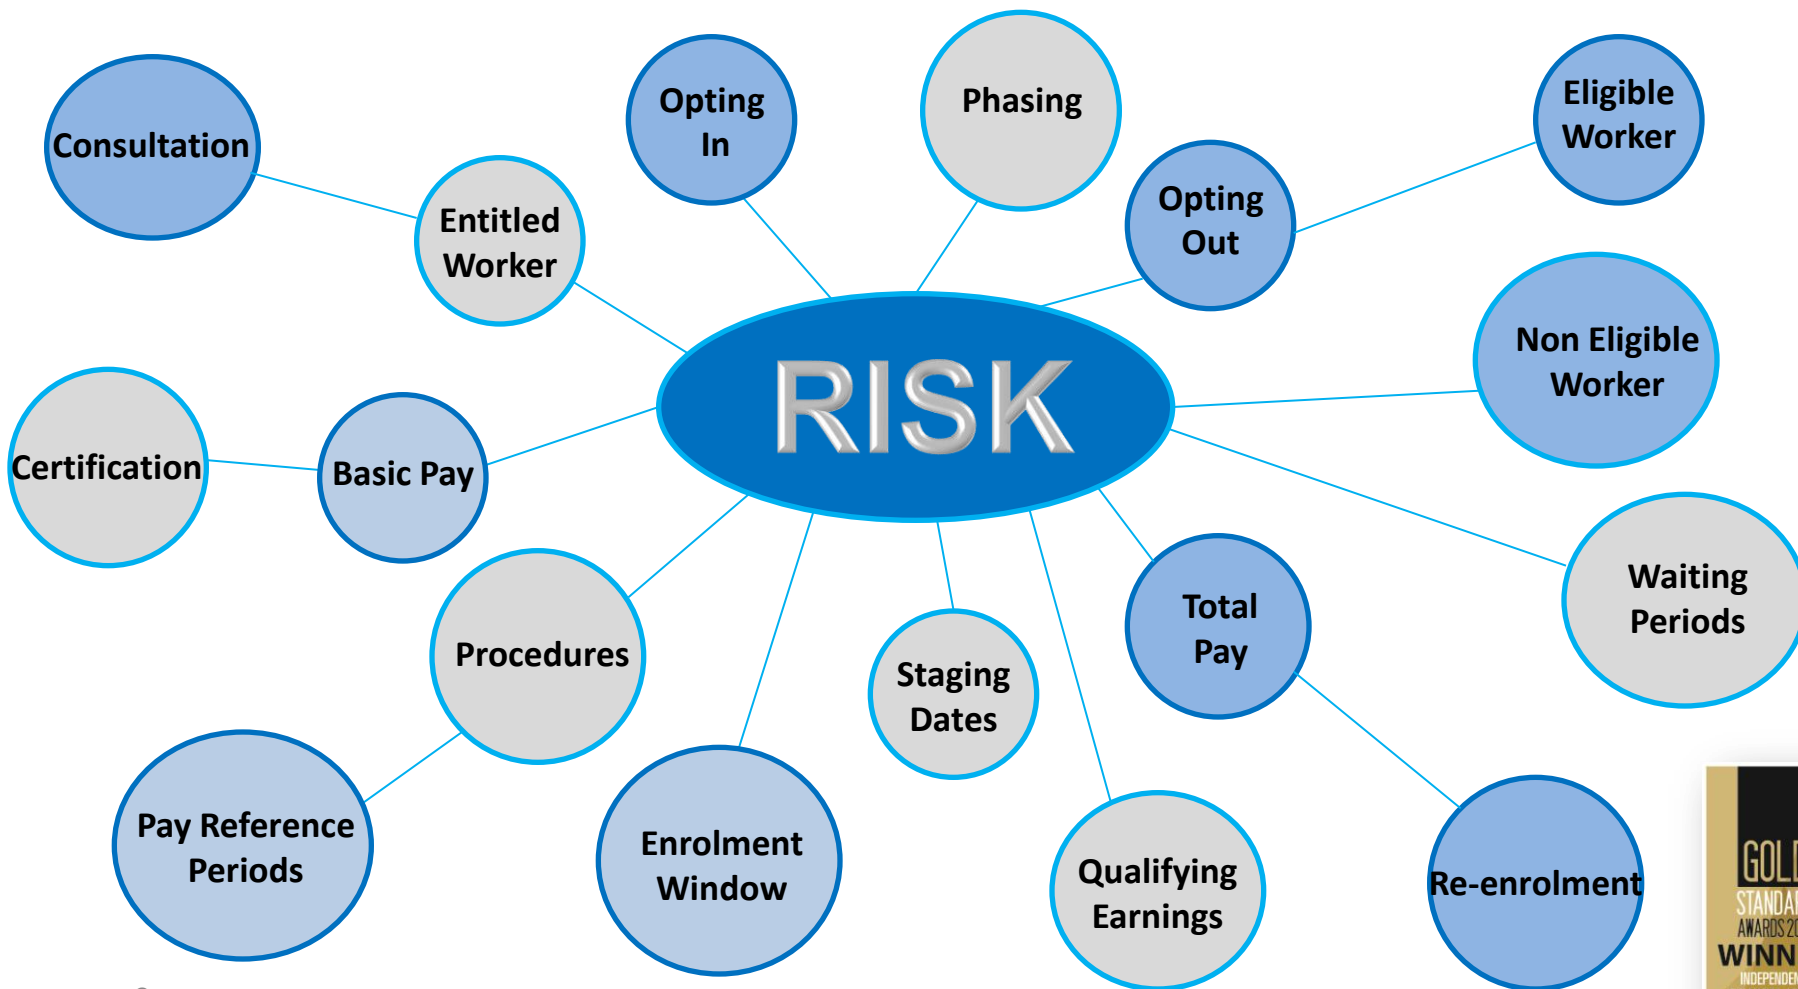 Opting
In
Phasing
Eligible
Worker
Consultation
Opting
Out
Entitled
Worker
Non Eligible
Worker
RISK
Certification
Basic Pay
Waiting
Periods
Total
Pay
Procedures
Staging
Dates
Pay Reference
Periods
Enrolment
Window
Qualifying
Earnings
Re-enrolment
GOLD